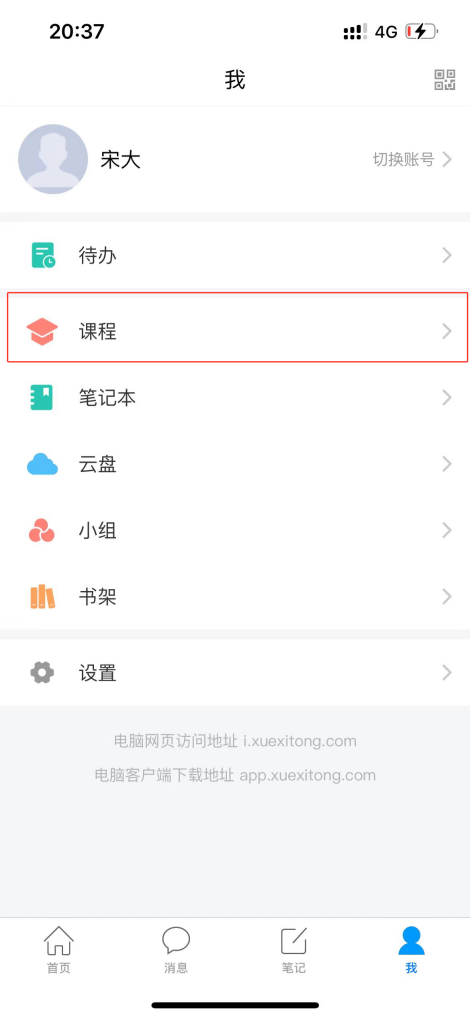 20:37 4G
我
宋大 切换账号
待办
课程
笔记本
云盘
小组
书架
设置
电脑网页访问地址 i.xuexitong.com
电脑客户端下载地址 app.xuexitong.com
首页 消息 笔记 我